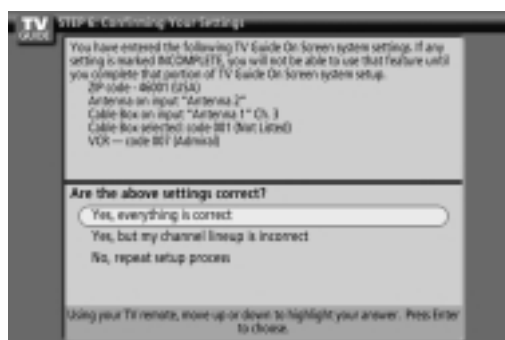 TV
GUIDE
STEP 6: Confirming Your Settings
You have entered the following TV Guide On Screen system settings. If any
setting is marked INCOMPLETE, you will not be able to use that feature until
you complete that portion of TV Guide On Screen system setup.
ZIP code - 46001 (USA)
Antenna on input "Antenna 2"
Cable Box on input "Antenna 1" Ch. 3
Cable Box selected: code 001 (Not Listed)
VCR — code 007 (Admiral)
Are the above settings correct?
Yes, everything is correct
Yes, but my channel lineup is incorrect
No, repeat setup process
Using your TV remote, move up or down to highlight your answer. Press Enter
to choose.